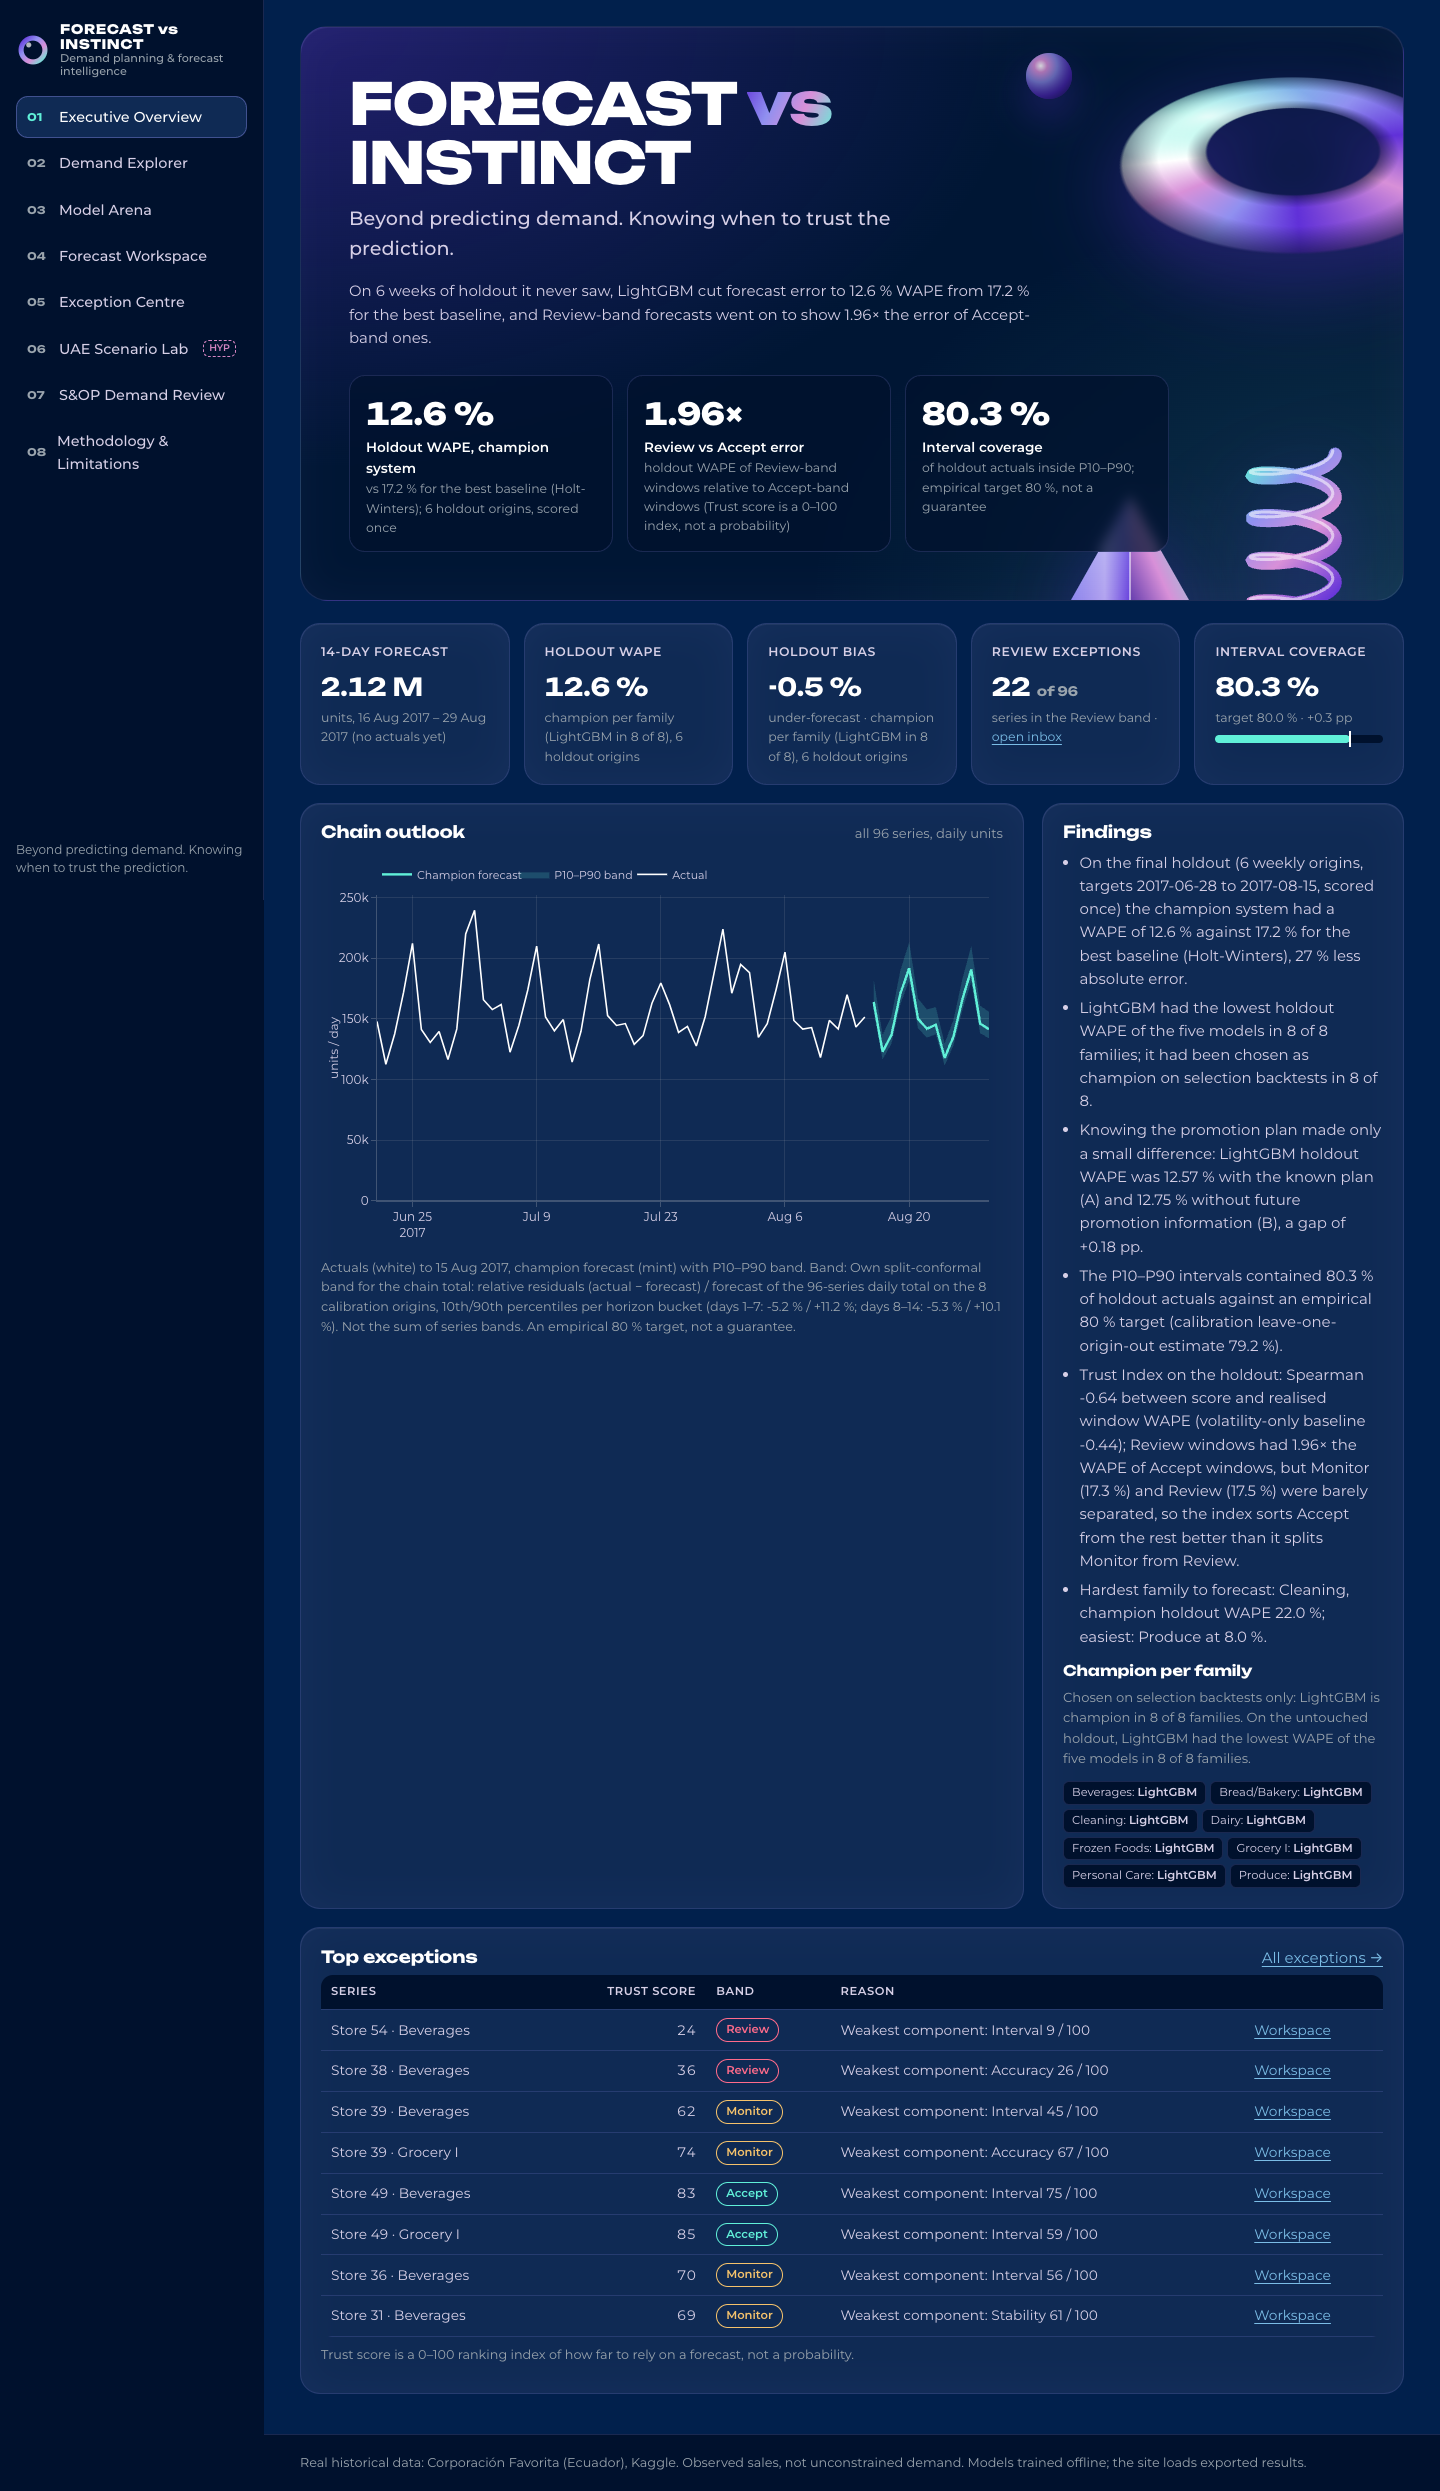 FORECAST vs
INSTINCT
Demand planning & forecast
intelligence
01 Executive Overview
02 Demand Explorer
03 Model Arena
04 Forecast Workspace
05 Exception Centre
06 UAE Scenario Lab HYP
07 S&OP Demand Review
08 Methodology &
Limitations
Beyond predicting demand. Knowing
when to trust the prediction.
FORECAST vs
INSTINCT
Beyond predicting demand. Knowing when to trust the
prediction.
On 6 weeks of holdout it never saw, LightGBM cut forecast error to 12.6 % WAPE from 17.2 %
for the best baseline, and Review-band forecasts went on to show 1.96× the error of Accept-
band ones.
12.6 %
Holdout WAPE, champion
system
vs 17.2 % for the best baseline (Holt-
Winters); 6 holdout origins, scored
once
1.96×
Review vs Accept error
holdout WAPE of Review-band
windows relative to Accept-band
windows (Trust score is a 0–100
index, not a probability)
80.3 %
Interval coverage
of holdout actuals inside P10–P90;
empirical target 80 %, not a
guarantee
14-DAY FORECAST
2.12 M
units, 16 Aug 2017 – 29 Aug
2017 (no actuals yet)
HOLDOUT WAPE
12.6 %
champion per family
(LightGBM in 8 of 8), 6
holdout origins
HOLDOUT BIAS
-0.5 %
under-forecast · champion
per family (LightGBM in 8
of 8), 6 holdout origins
REVIEW EXCEPTIONS
22 of 96
series in the Review band ·
open inbox
INTERVAL COVERAGE
80.3 %
target 80.0 % · +0.3 pp
Chain outlook
all 96 series, daily units
Champion forecast P10–P90 band Actual
250k
200k
150k
100k
50k
0
units / day
Jun 25 Jul 9 Jul 23 Aug 6 Aug 20
2017
Actuals (white) to 15 Aug 2017, champion forecast (mint) with P10–P90 band. Band: Own split-conformal
band for the chain total: relative residuals (actual − forecast) / forecast of the 96-series daily total on the 8
calibration origins, 10th/90th percentiles per horizon bucket (days 1–7: -5.2 % / +11.2 %; days 8–14: -5.3 % / +10.1
%). Not the sum of series bands. An empirical 80 % target, not a guarantee.
Findings
• On the final holdout (6 weekly origins,
targets 2017-06-28 to 2017-08-15, scored
once) the champion system had a
WAPE of 12.6 % against 17.2 % for the
best baseline (Holt-Winters), 27 % less
absolute error.
• LightGBM had the lowest holdout
WAPE of the five models in 8 of 8
families; it had been chosen as
champion on selection backtests in 8 of
8.
• Knowing the promotion plan made only
a small difference: LightGBM holdout
WAPE was 12.57 % with the known plan
(A) and 12.75 % without future
promotion information (B), a gap of
+0.18 pp.
• The P10–P90 intervals contained 80.3 %
of holdout actuals against an empirical
80 % target (calibration leave-one-
origin-out estimate 79.2 %).
• Trust Index on the holdout: Spearman
-0.64 between score and realised
window WAPE (volatility-only baseline
-0.44); Review windows had 1.96× the
WAPE of Accept windows, but Monitor
(17.3 %) and Review (17.5 %) were barely
separated, so the index sorts Accept
from the rest better than it splits
Monitor from Review.
• Hardest family to forecast: Cleaning,
champion holdout WAPE 22.0 %;
easiest: Produce at 8.0 %.
Champion per family
Chosen on selection backtests only: LightGBM is
champion in 8 of 8 families. On the untouched
holdout, LightGBM had the lowest WAPE of the
five models in 8 of 8 families.
Beverages: LightGBM Bread/Bakery: LightGBM
Cleaning: LightGBM Dairy: LightGBM
Frozen Foods: LightGBM Grocery I: LightGBM
Personal Care: LightGBM Produce: LightGBM
Top exceptions
All exceptions →
SERIES TRUST SCORE BAND REASON
Store 54 · Beverages 24 Review Weakest component: Interval 9 / 100 Workspace
Store 38 · Beverages 36 Review Weakest component: Accuracy 26 / 100 Workspace
Store 39 · Beverages 62 Monitor Weakest component: Interval 45 / 100 Workspace
Store 39 · Grocery I 74 Monitor Weakest component: Accuracy 67 / 100 Workspace
Store 49 · Beverages 83 Accept Weakest component: Interval 75 / 100 Workspace
Store 49 · Grocery I 85 Accept Weakest component: Interval 59 / 100 Workspace
Store 36 · Beverages 70 Monitor Weakest component: Interval 56 / 100 Workspace
Store 31 · Beverages 69 Monitor Weakest component: Stability 61 / 100 Workspace
Trust score is a 0–100 ranking index of how far to rely on a forecast, not a probability.
Real historical data: Corporación Favorita (Ecuador), Kaggle. Observed sales, not unconstrained demand. Models trained offline; the site loads exported results.